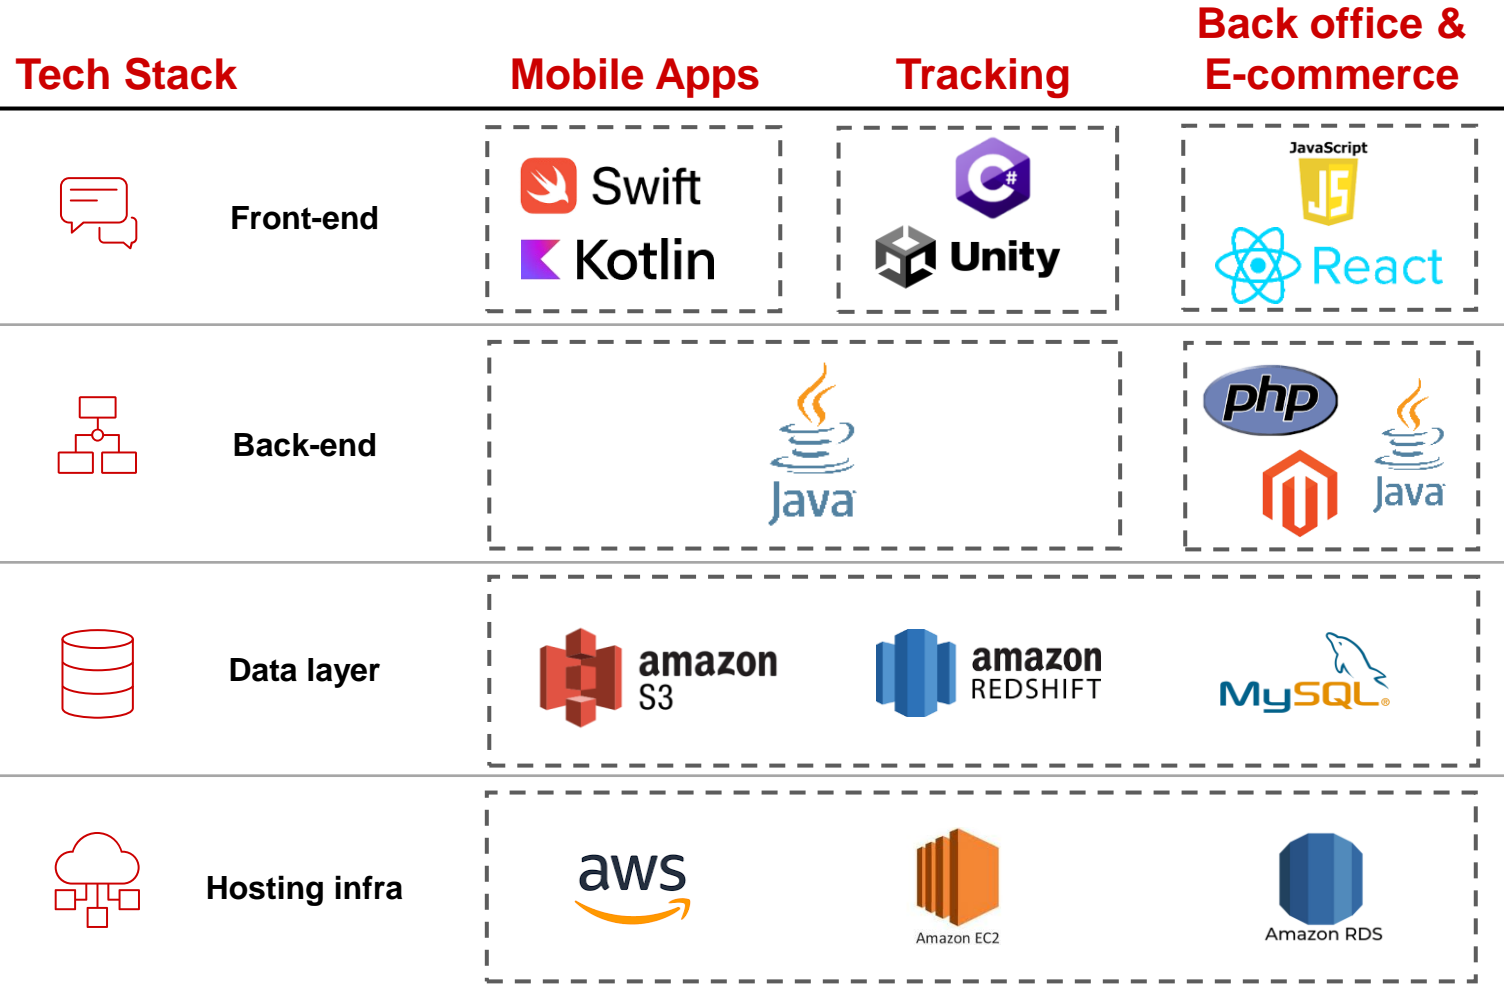 Tech Stack
Mobile Apps
Tracking
Back office &
E-commerce
Front-end
Swift
Kotlin
C#
Unity
JavaScript
JS
React
Back-end
Java
php
Java
Data layer
amazon
S3
amazon
REDSHIFT
MySQL®
Hosting infra
aws
Amazon EC2
Amazon RDS